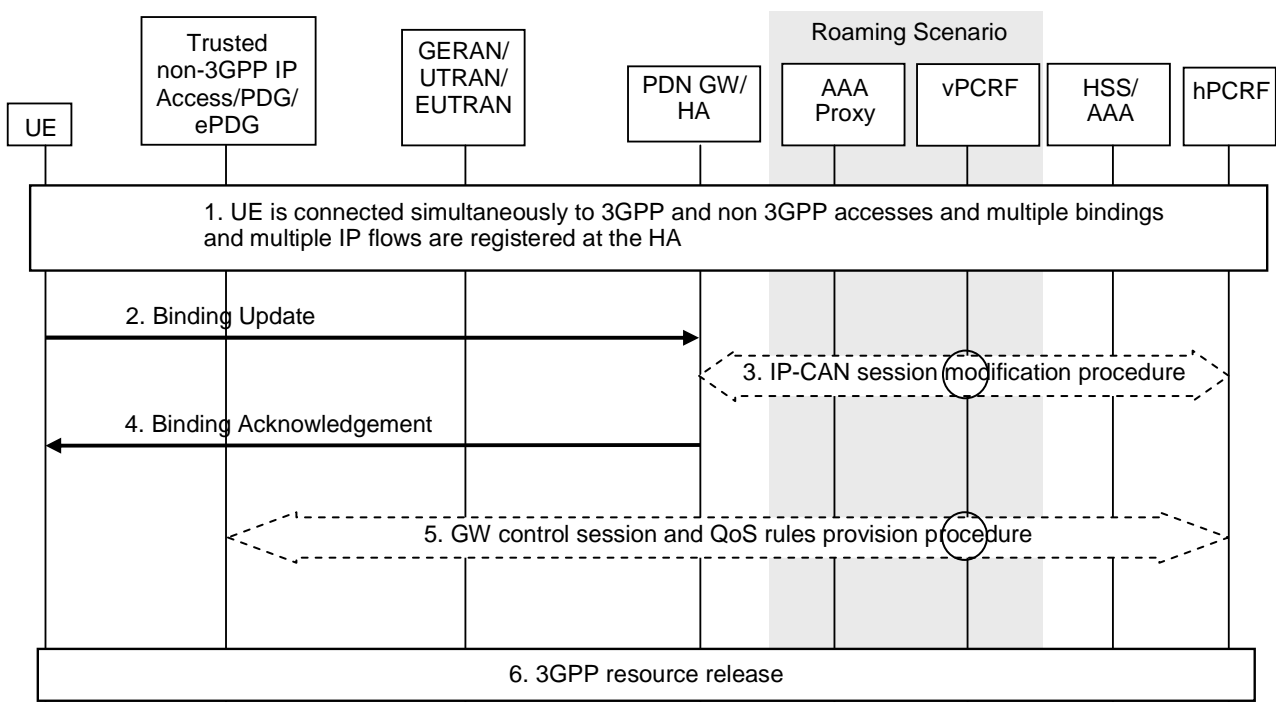 Roaming Scenario
UE
Trusted
non-3GPP IP
Access/PDG/
ePDG
GERAN/
UTRAN/
EUTRAN
PDN GW/
HA
AAA
Proxy
vPCRF
HSS/
AAA
hPCRF
1. UE is connected simultaneously to 3GPP and non 3GPP accesses and multiple bindings
and multiple IP flows are registered at the HA
2. Binding Update
3. IP-CAN session modification procedure
4. Binding Acknowledgement
5. GW control session and QoS rules provision procedure
6. 3GPP resource release